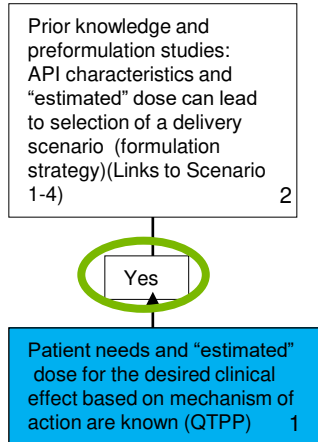 Prior knowledge and
preformulation studies:
API characteristics and
“estimated” dose can lead
to selection of a delivery
scenario (formulation
strategy)(Links to Scenario
1-4) 2
Yes
Patient needs and “estimated”
dose for the desired clinical
effect based on mechanism of
action are known (QTPP) 1